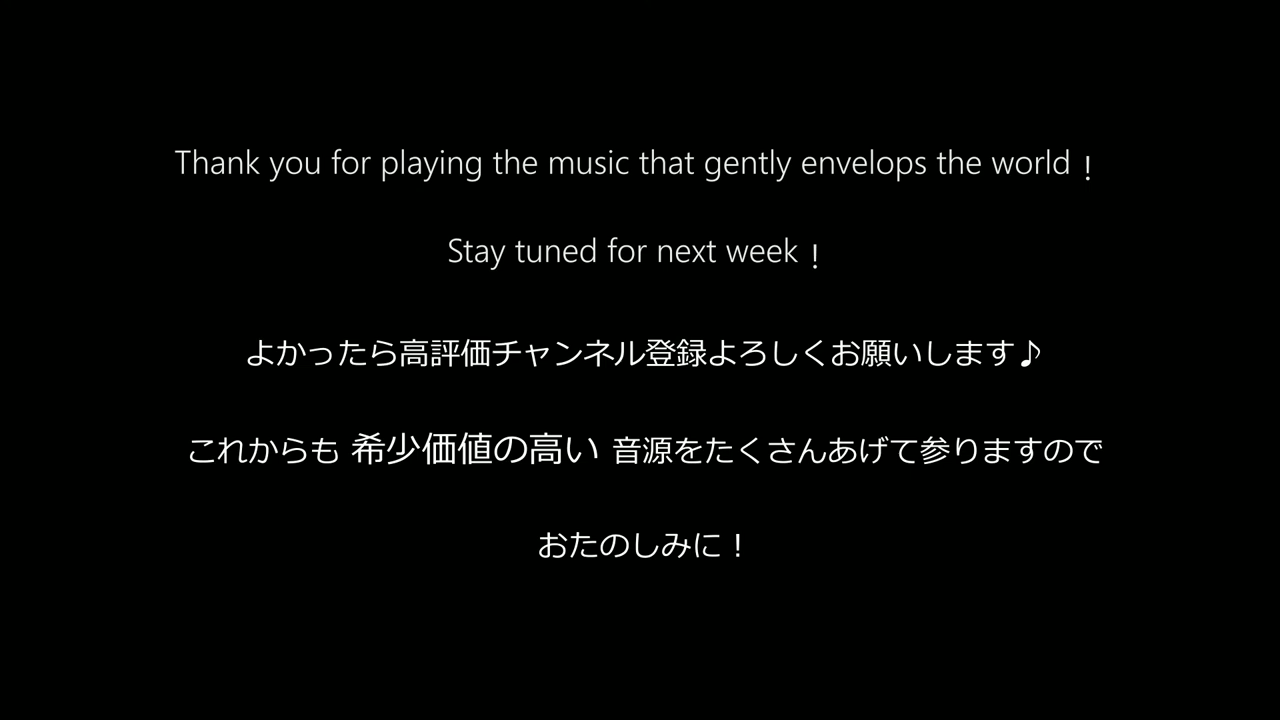 Thank you for playing the music that gently envelops the world！
Stay tuned for next week！
よかったら高評価チャンネル登録よろしくお願いします♪
これからも 希少価値の高い 音源をたくさんあげて参りますので
おたのしみに！